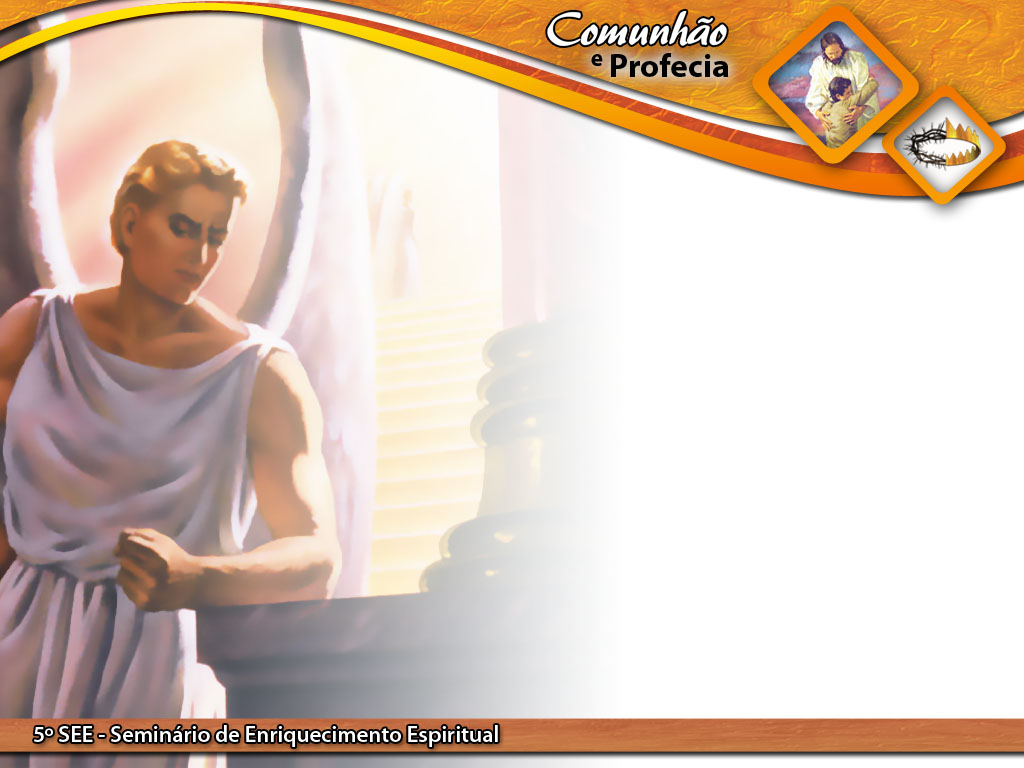 Comunhão
e Profecia
5º SEE - Seminário de Enriquecimento Espiritual